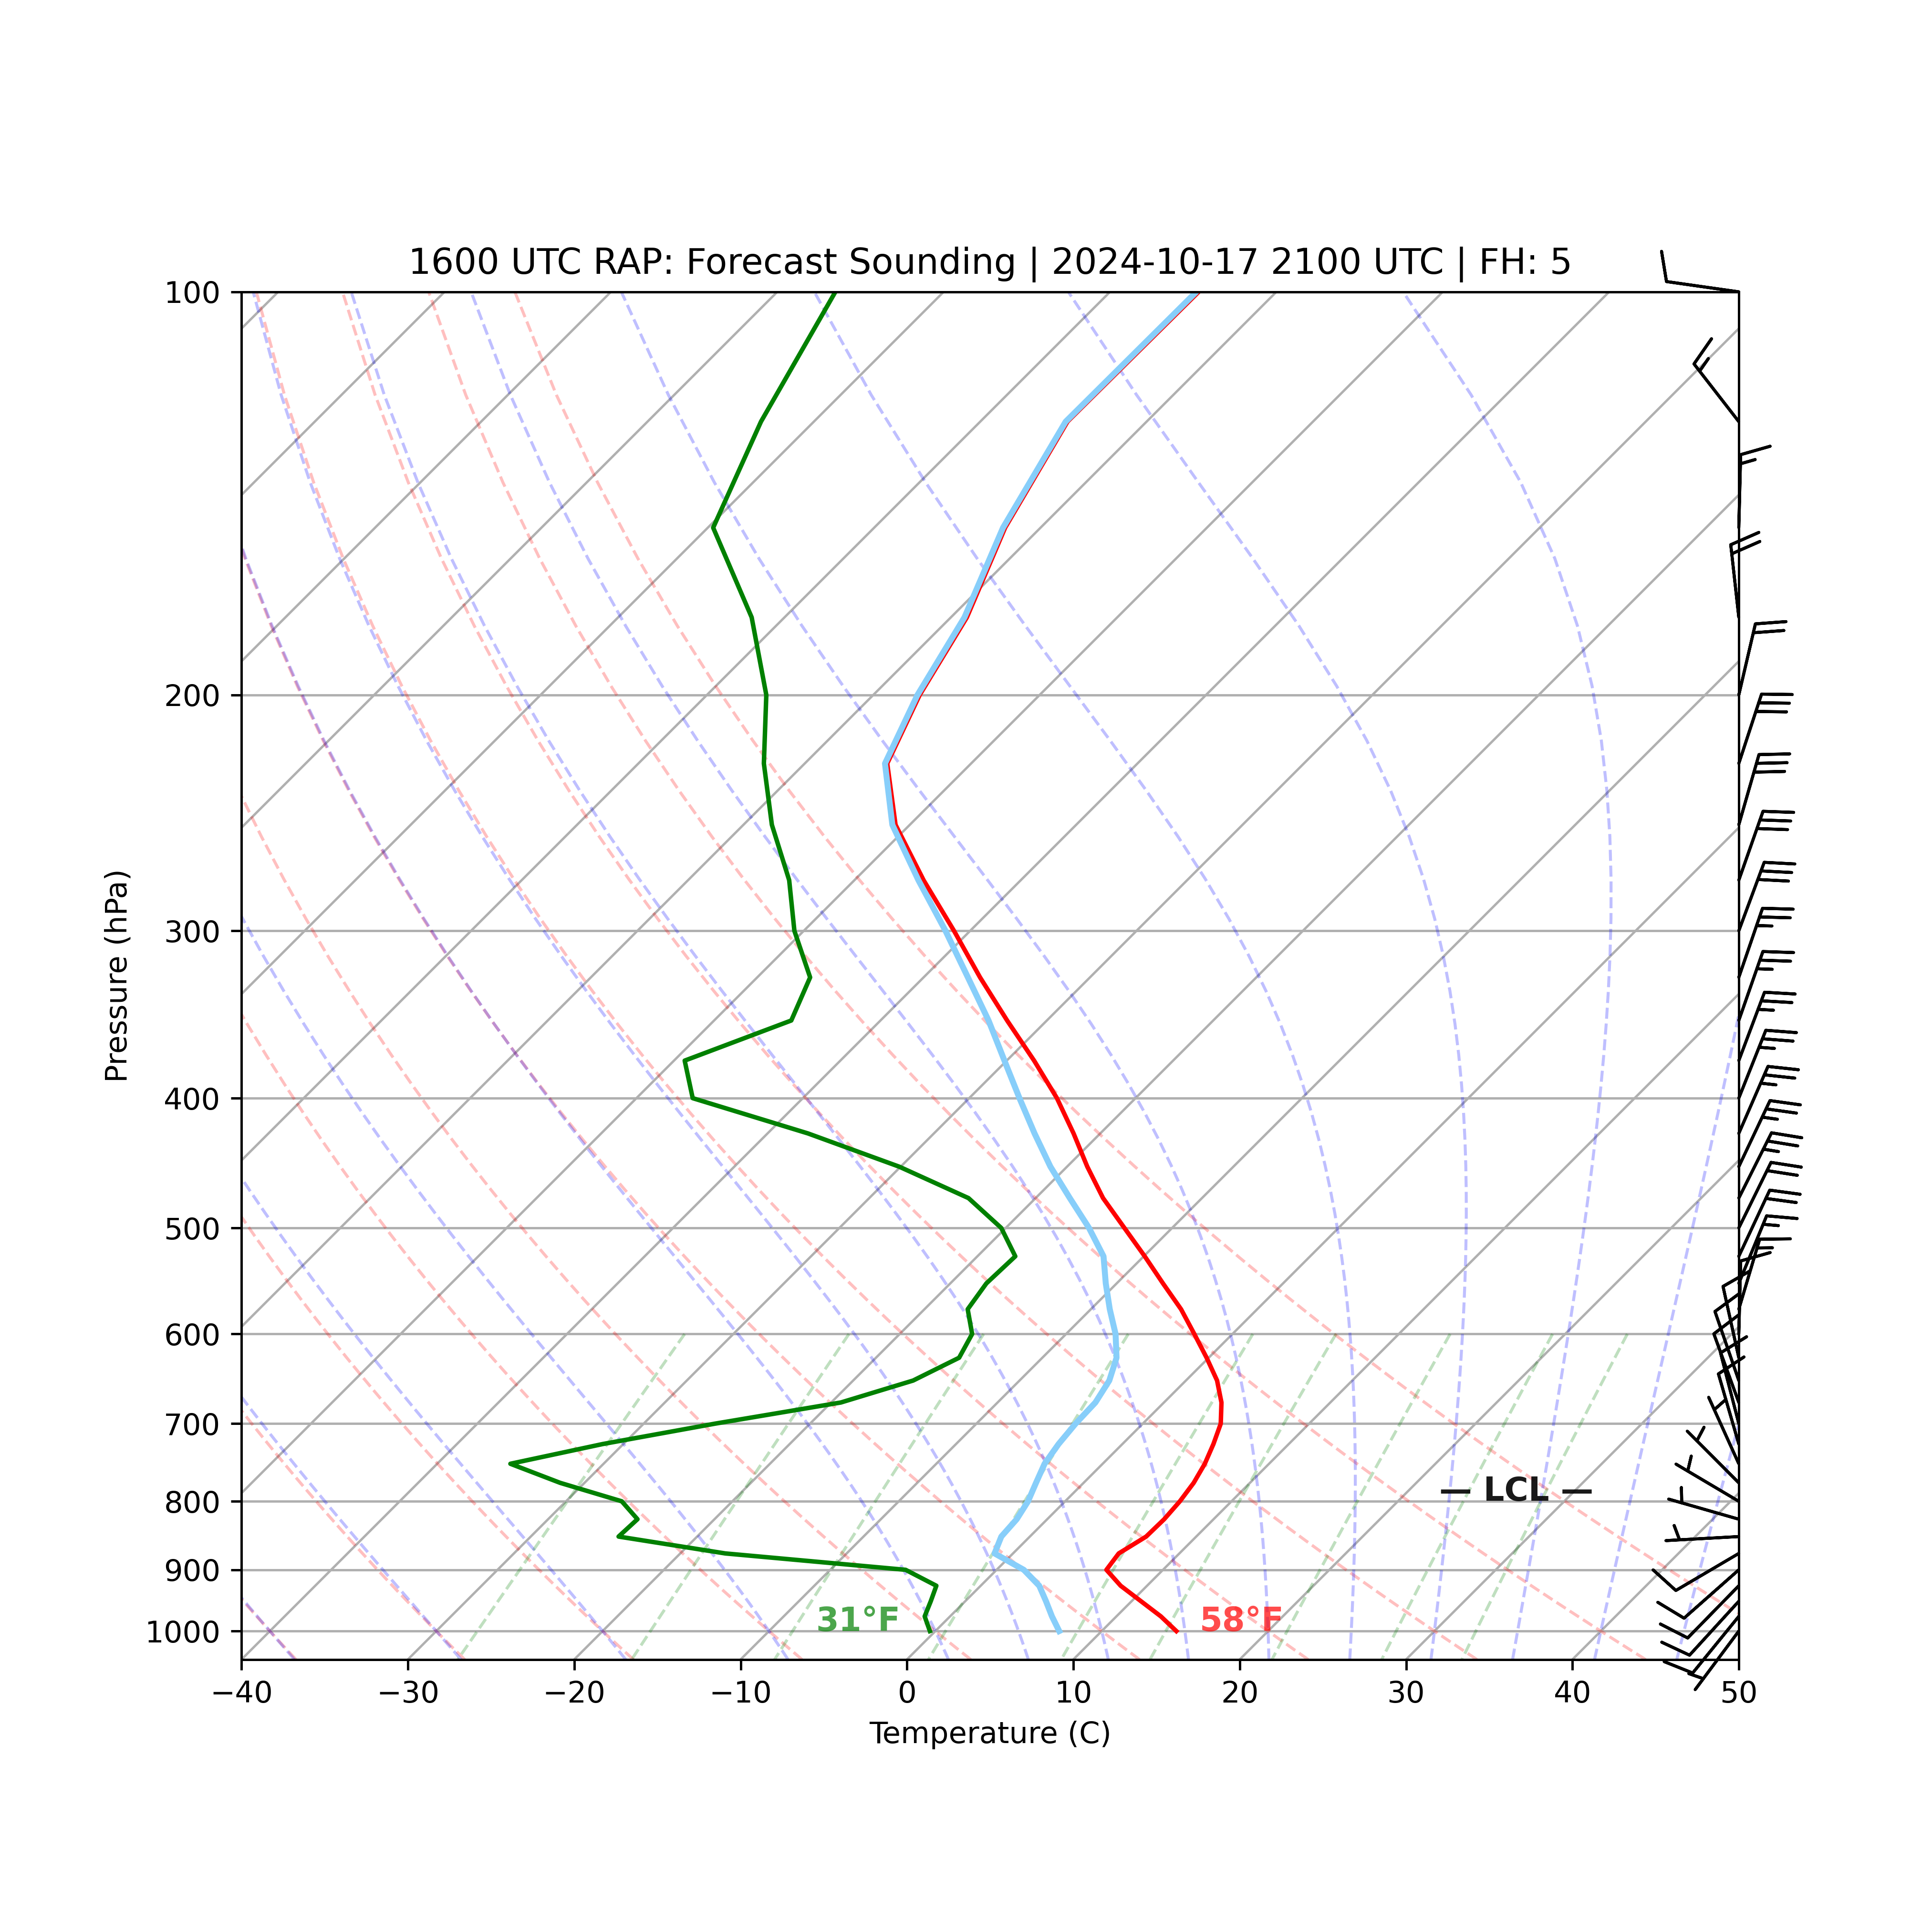 1600 UTC RAP: Forecast Sounding | 2024-10-17 2100 UTC | FH: 5
100
200
300
400
500
600
700
800
900
1000
Pressure (hPa)
— LCL —
31°F
58°F
−40 −30 −20 −10 0 10 20 30 40 50
Temperature (C)